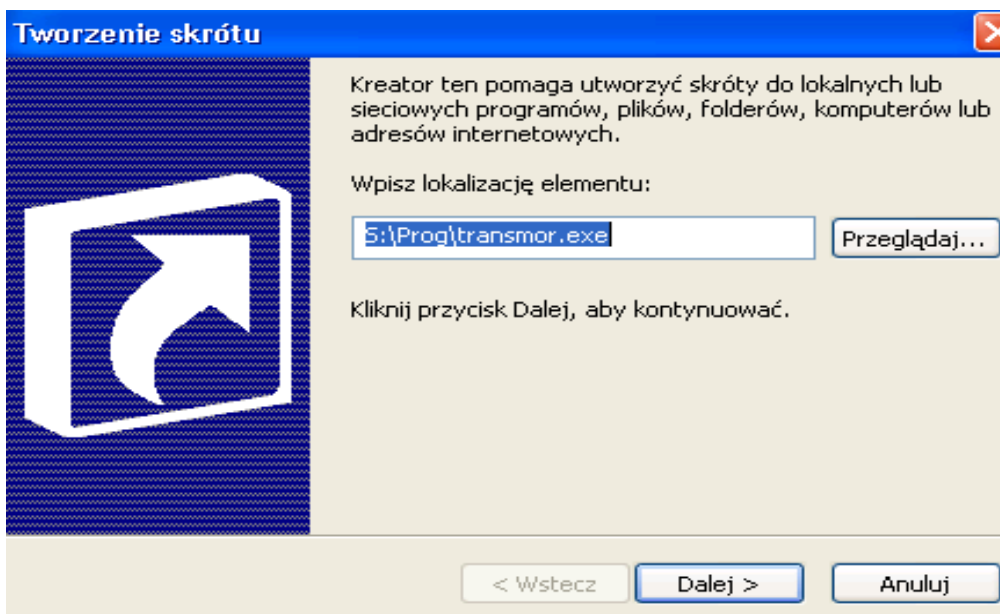 Tworzenie skrótu
Kreator ten pomaga utworzyć skróty do lokalnych lub
sieciowych programów, plików, folderów, komputerów lub
adresów internetowych.
Wpisz lokalizację elementu:
S:\Prog\transmor.exe
Przeglądaj...
Kliknij przycisk Dalej, aby kontynuować.
< Wstecz
Dalej >
Anuluj